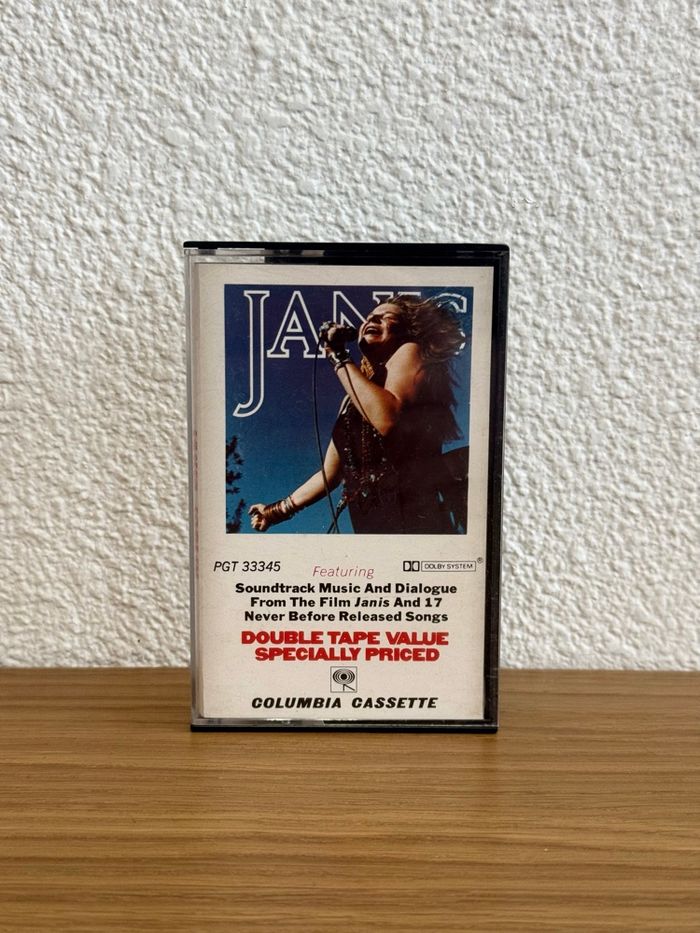 JANIS
PGT 33345
Featuring
DOLBY SYSTEM®
Soundtrack Music And Dialogue
From The Film Janis And 17
Never Before Released Songs
DOUBLE TAPE VALUE
SPECIALLY PRICED
COLUMBIA CASSETTE